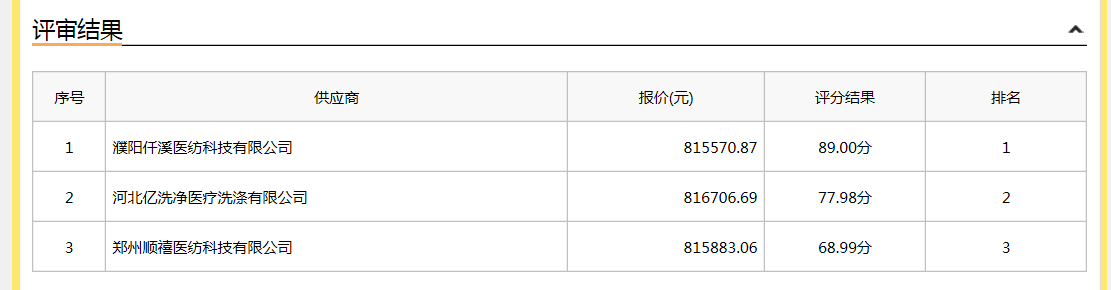 评审结果
序号 供应商 报价(元) 评分结果 排名
1 濮阳仟溪医纺科技有限公司 815570.87 89.00分 1
2 河北亿洗净医疗洗涤有限公司 816706.69 77.98分 2
3 郑州顺禧医纺科技有限公司 815883.06 68.99分 3